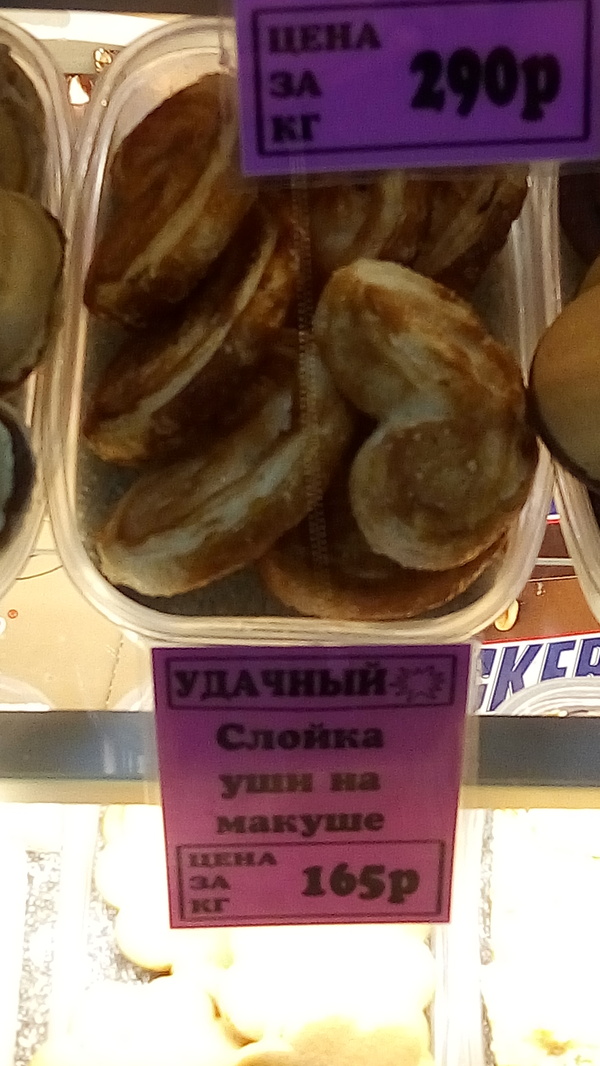 ЦЕНА
ЗА
КГ
290р
УДАЧНЫЙ
Слойка
уши на
макуше
ЦЕНА
ЗА
КГ
165р